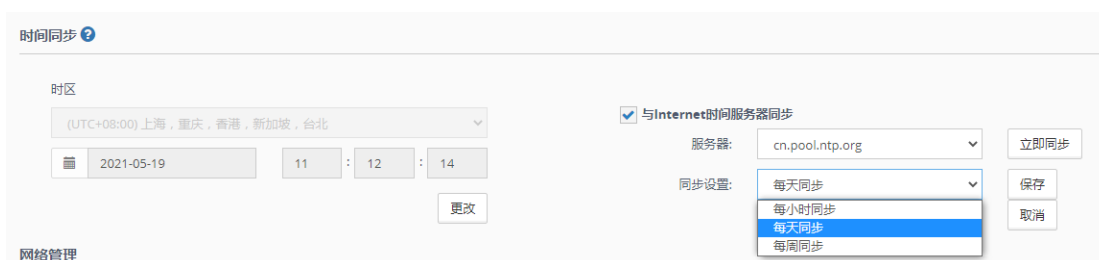 时间同步 ?
时区
(UTC+08:00) 上海，重庆，香港，新加坡，台北
2021-05-19 11 : 12 : 14
更改
与Internet时间服务器同步
服务器: cn.pool.ntp.org 立即同步
同步设置: 每天同步 保存
每小时同步 取消
每天同步
每周同步
网络管理